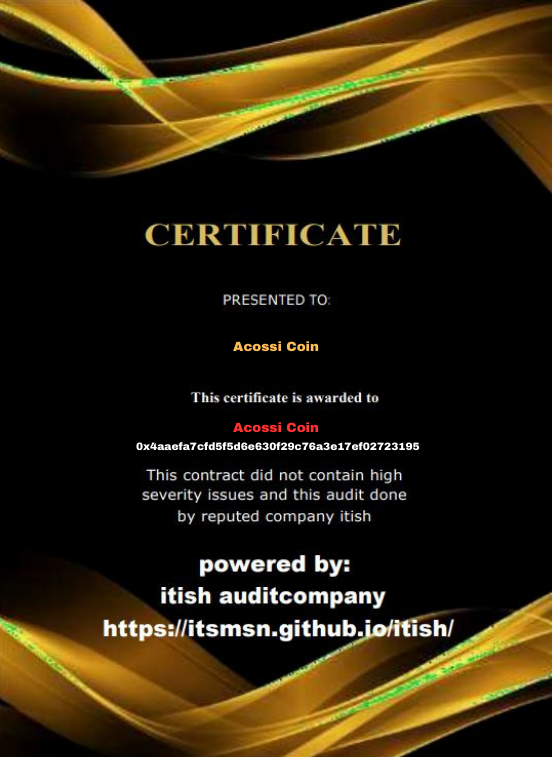 CERTIFICATE
PRESENTED TO:
Acossi Coin
This certificate is awarded to
Acossi Coin
0x4aaefa7cfd5f5d6e630f29c76a3e17ef02723195
This contract did not contain high
severity issues and this audit done
by reputed company itish
powered by:
itish auditcompany
https://itsmsn.github.io/itish/